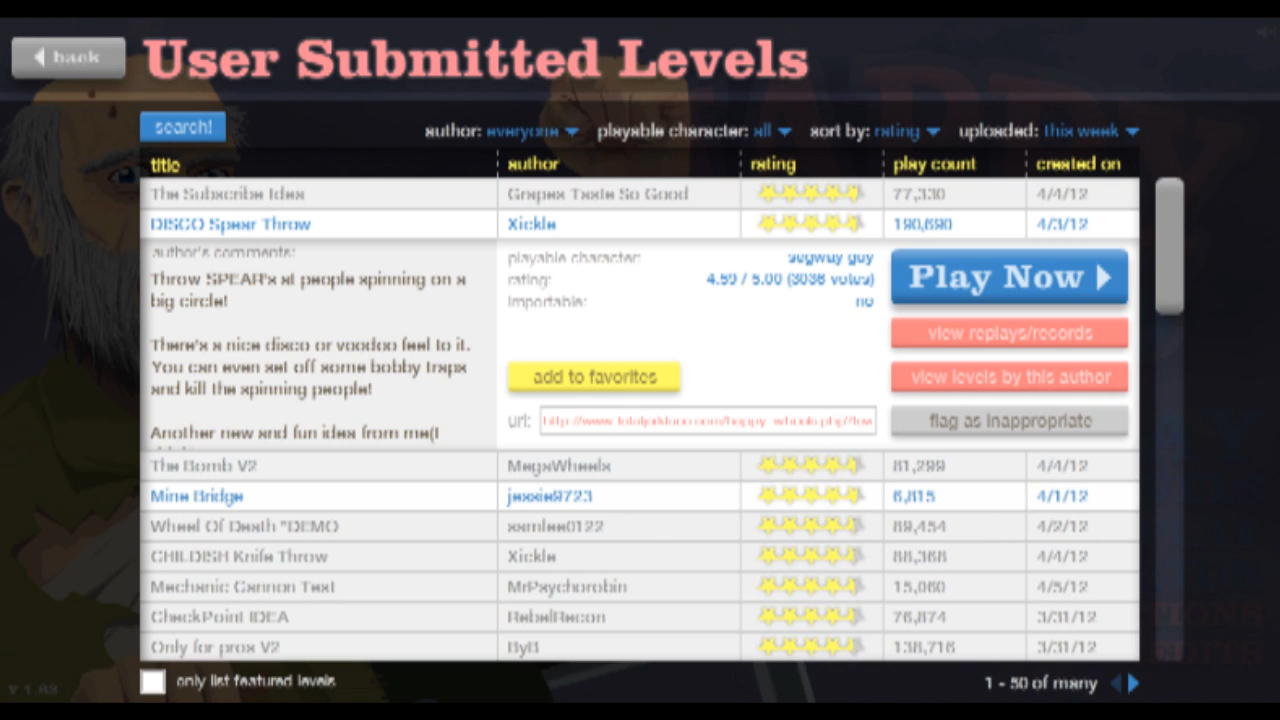 back
User Submitted Levels
search!
author: everyone playable character: all sort by: rating uploaded: this week
title author rating play count created on
The Subscribe Idea Grapes Taste So Good 77,330 4/4/12
DISCO Spear Throw Xickle 190,690 4/3/12
author's comments:
Throw SPEAR's at people spinning on a
big circle!
There's a nice disco or voodoo feel to it.
You can even set off some bobby traps
and kill the spinning people!
Another new and fun idea from me(I
playable character: segway guy
rating: 4.59 / 5.00 (3036 votes)
importable: no
add to favorites
url:
Play Now
view replays/records
view levels by this author
flag as inappropriate
The Bomb V2 MegaWheels 81,299 4/4/12
Mine Bridge jessie9723 6,815 4/1/12
Wheel Of Death "DEMO samlee0122 89,454 4/2/12
CHILDISH Knife Throw Xickle 88,368 4/4/12
Mechanic Cannon Test MrPsychorobin 15,060 4/5/12
CheckPoint IDEA RebelRecon 76,874 3/31/12
Only for pros V2 ByB 138,716 3/31/12
only list featured levels
1 - 50 of many
v 1.63